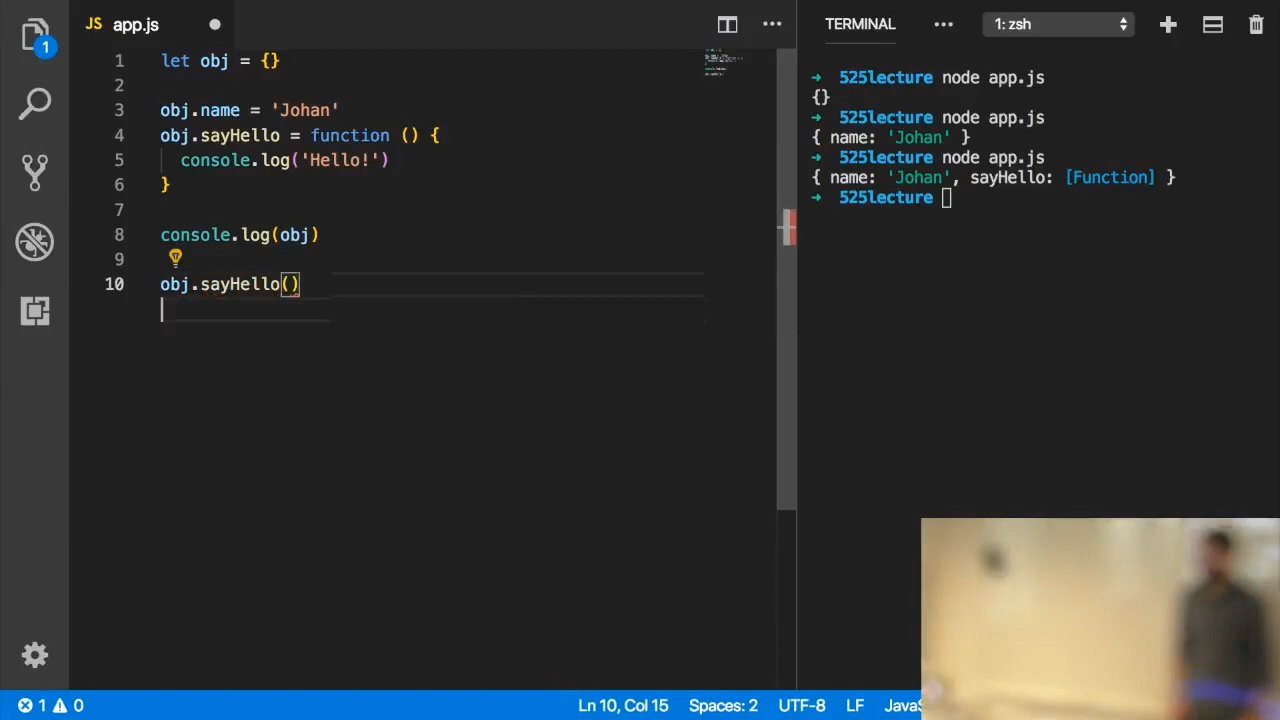 JS app.js
TERMINAL
1: zsh
1
1 let obj = {}
2
3 obj.name = 'Johan'
4 obj.sayHello = function () {
5 console.log('Hello!')
6 }
7
8 console.log(obj)
9
10 obj.sayHello()
➜ 525lecture node app.js
{}
➜ 525lecture node app.js
{ name: 'Johan' }
➜ 525lecture node app.js
{ name: 'Johan', sayHello: [Function] }
➜ 525lecture
1 0
Ln 10, Col 15
Spaces: 2
UTF-8
LF
JavaS